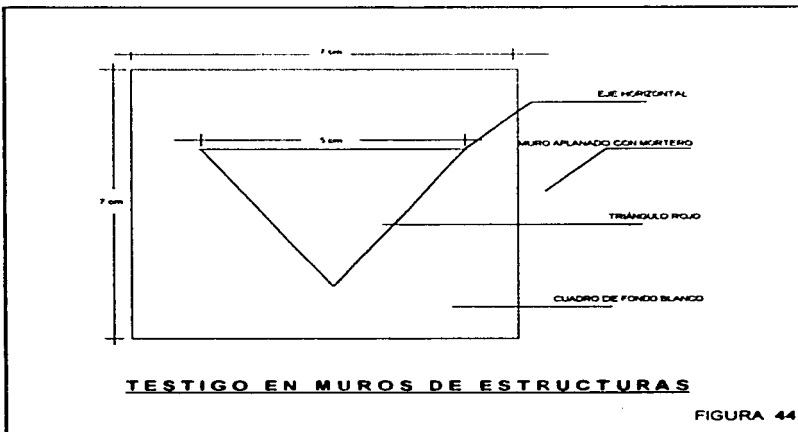 7 cm
EJE HORIZONTAL
5 cm
MURO APLANADO CON MORTERO
7 cm
TRIÁNGULO ROJO
CUADRO DE FONDO BLANCO
TESTIGO EN MUROS DE ESTRUCTURAS
FIGURA 44